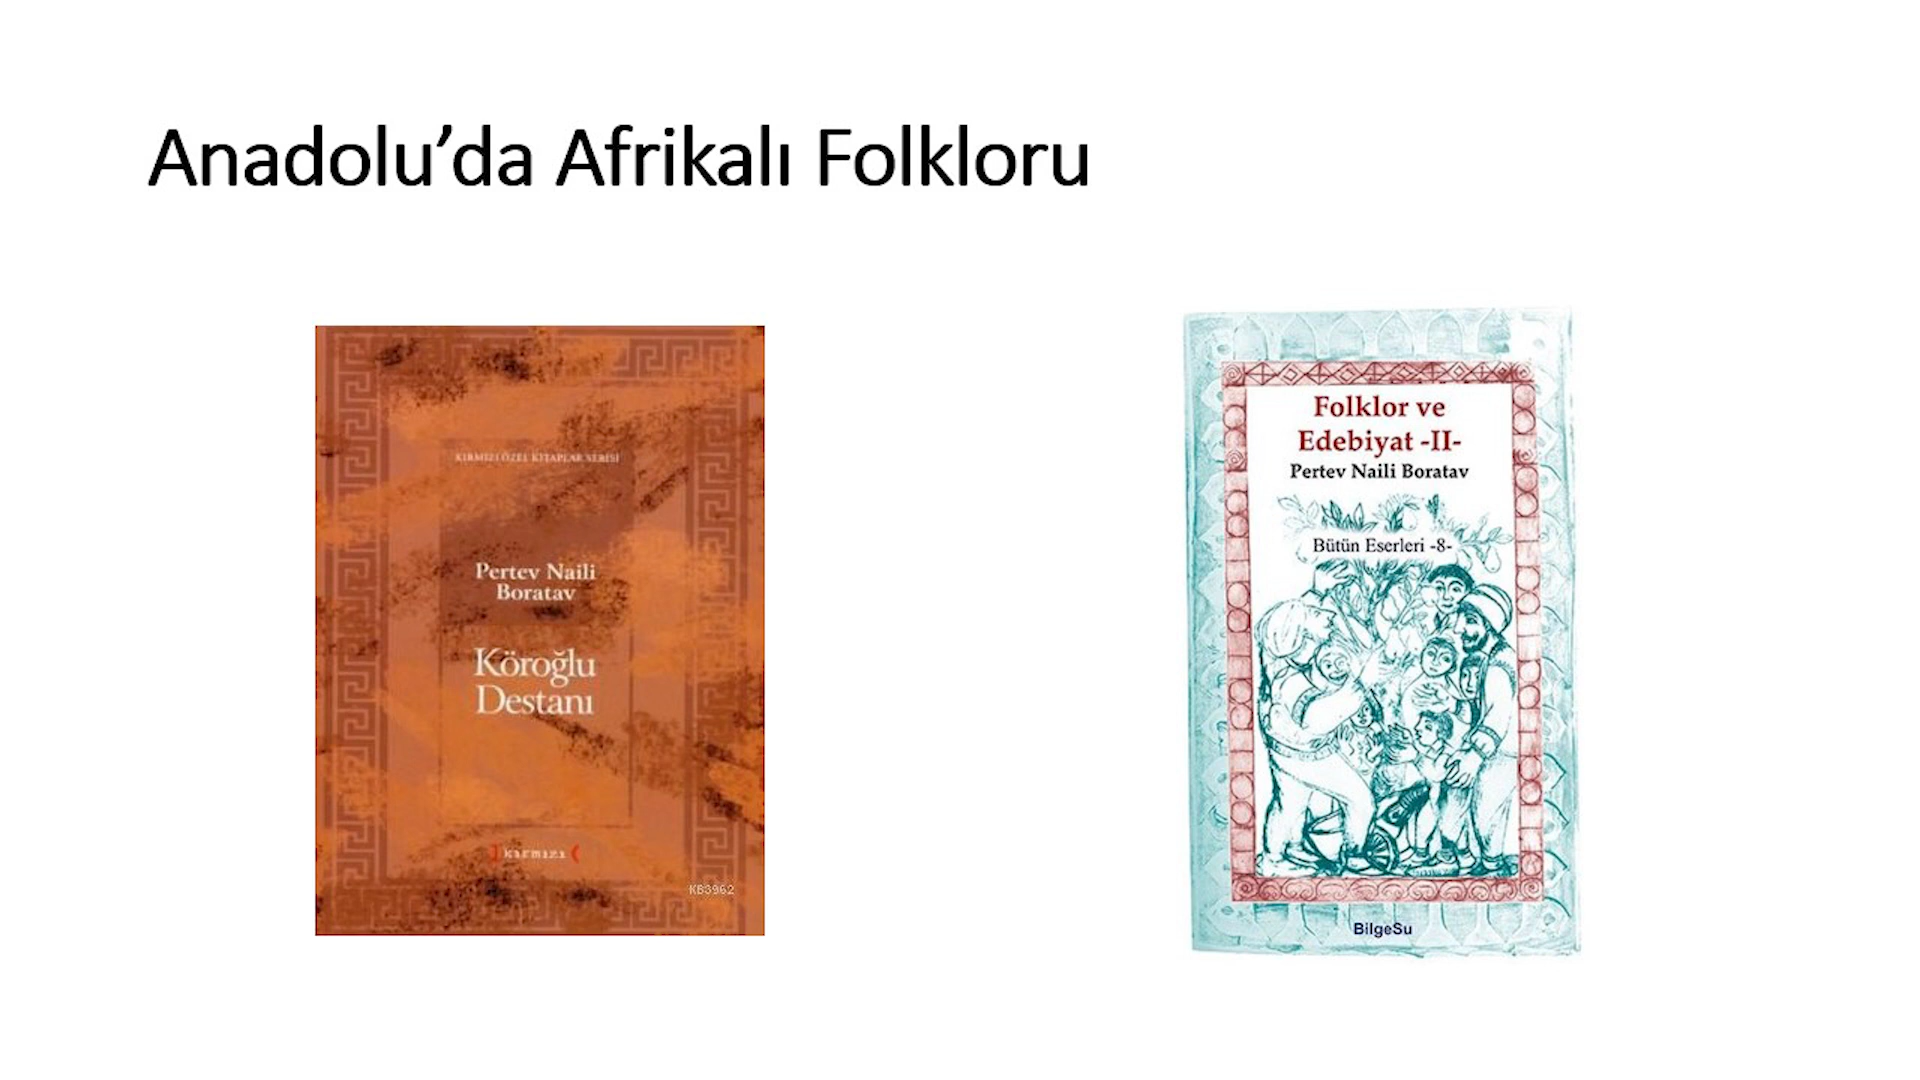 Anadolu’da Afrikalı Folkloru
KIRMIZI ÖZEL KİTAPLAR SERİSİ
Pertev Naili
Boratav
Köroğlu
Destanı
kırmızı
KB3962
Folklor ve
Edebiyat -II-
Pertev Naili Boratav
Bütün Eserleri -8-
BilgeSu